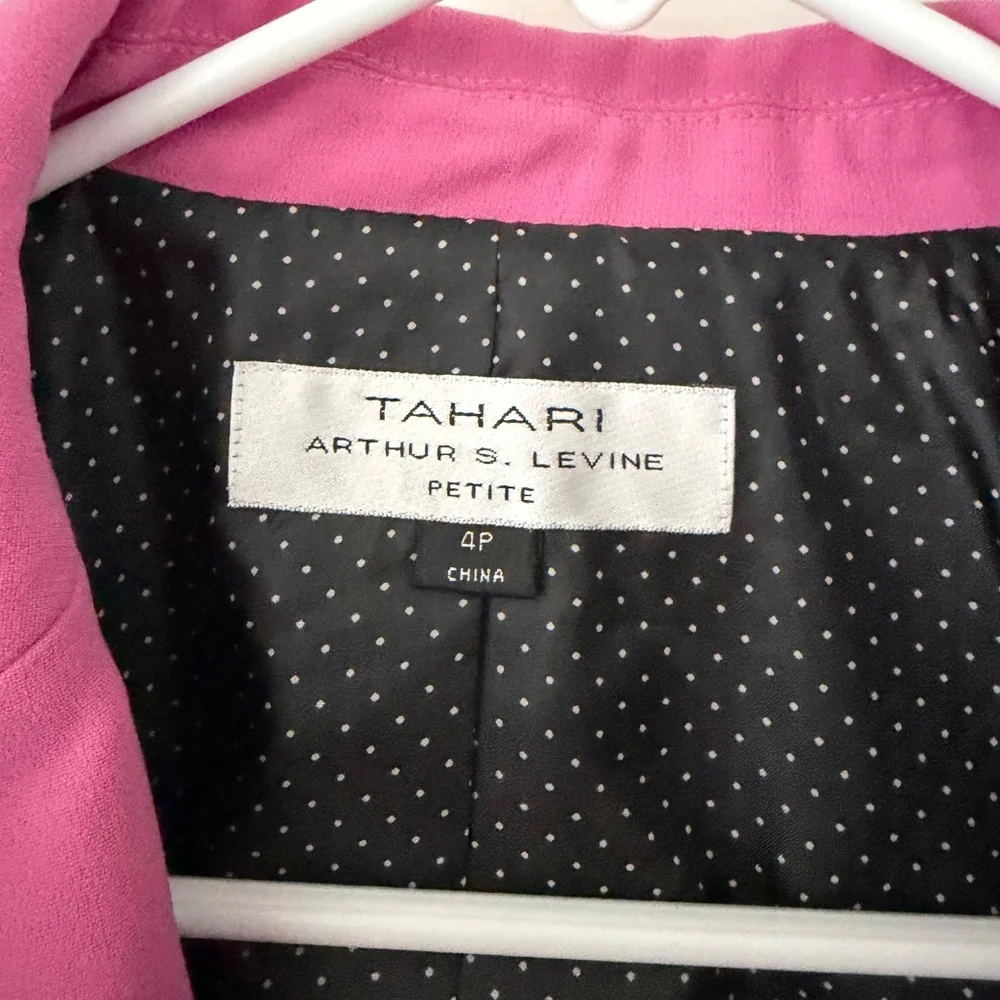 TAHARI
ARTHUR S. LEVINE
PETITE
4P
CHINA